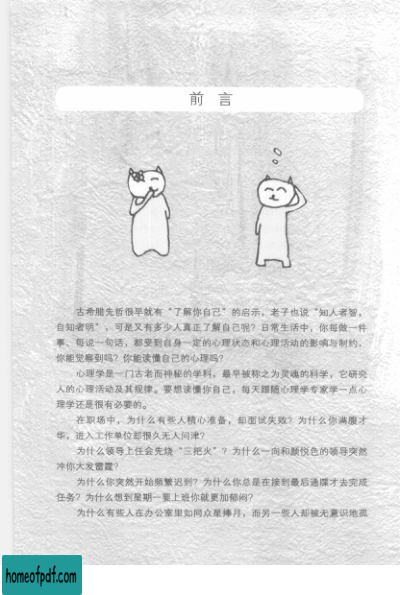 前 言
古希腊先哲很早就有“了解你自己”的启示，老子也说“知人者智，
自知者明”，可是又有多少人真正了解自己呢？日常生活中，你每做一件
事、每说一句话，都受到自身一定的心理状态和心理活动的影响与制约，
你能觉察到吗？你能读懂自己的心理吗？
心理学是一门古老而神秘的学科，最早被称之为灵魂的科学，它研究
人的心理活动及其规律。要想读懂你自己，每天跟随心理学专家学一点心
理学还是很有必要的。
在职场中，为什么有些人精心准备，却面试失败？为什么你满腹才
华，进入工作单位却很久无人问津？
为什么领导上任会先烧“三把火”？为什么一向和颜悦色的领导突然
冲你大发雷霆？
为什么你突然开始频繁迟到？为什么你总是在接到最后通牒才去完成
任务？为什么想到星期一要上班你就更加郁闷？
为什么有些人在办公室里如同众星捧月，而另一些人却被无意识地孤
homeofpdf.com